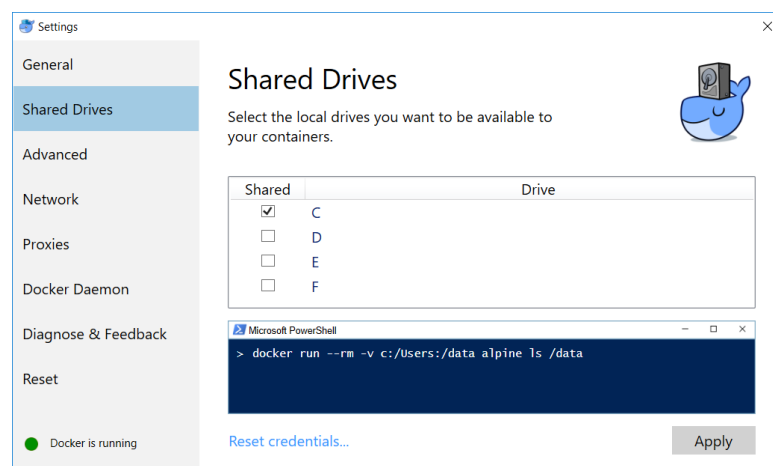 Settings
General
Shared Drives
Advanced
Network
Proxies
Docker Daemon
Diagnose & Feedback
Reset
Docker is running
Shared Drives
Select the local drives you want to be available to
your containers.
Shared Drive
C
D
E
F
Microsoft PowerShell
> docker run --rm -v c:/Users:/data alpine ls /data
Reset credentials...
Apply